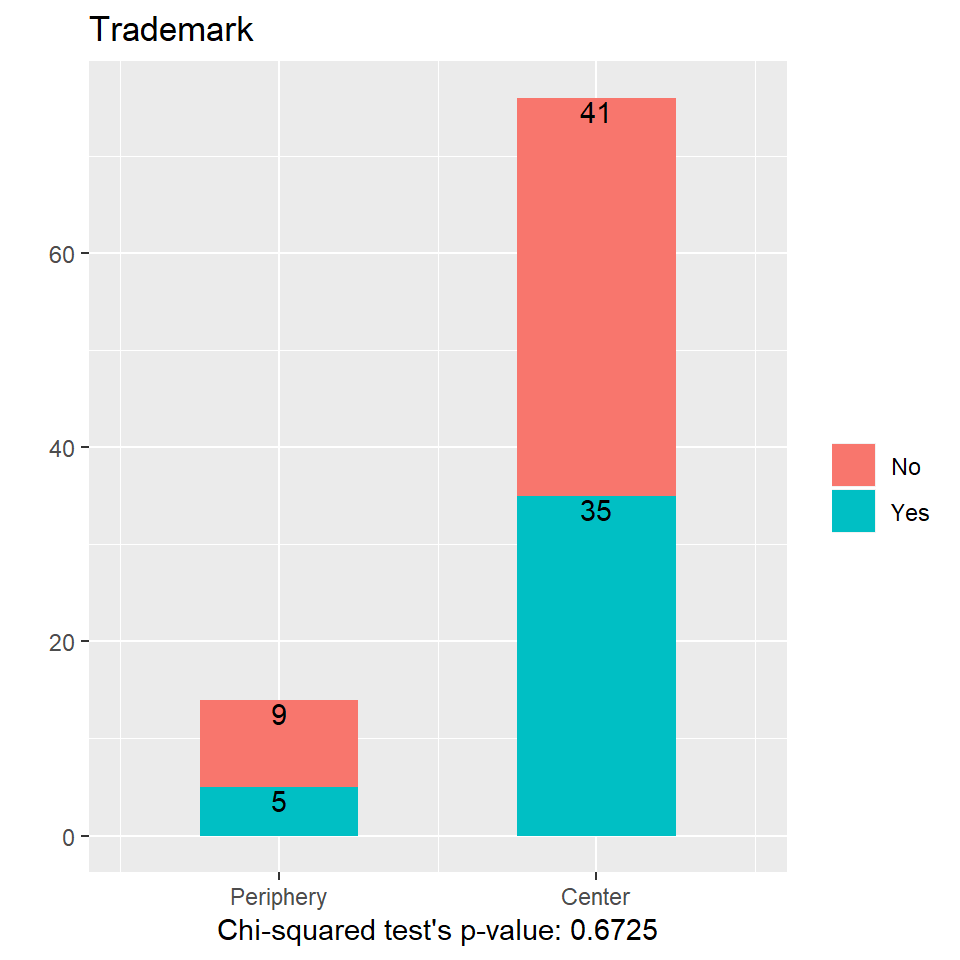 Trademark
60
40
20
0
41
35
9
5
No
Yes
Periphery
Center
Chi-squared test's p-value: 0.6725